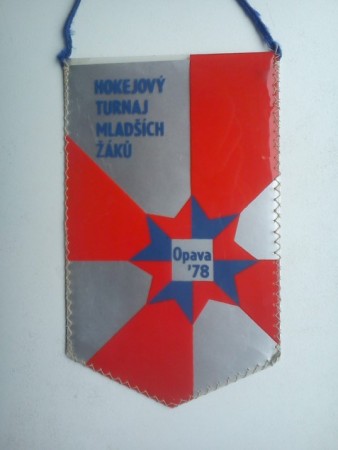 HOKEJOVÝ
TURNAJ
MLADŠÍCH
ŽÁKŮ
Opava
'78